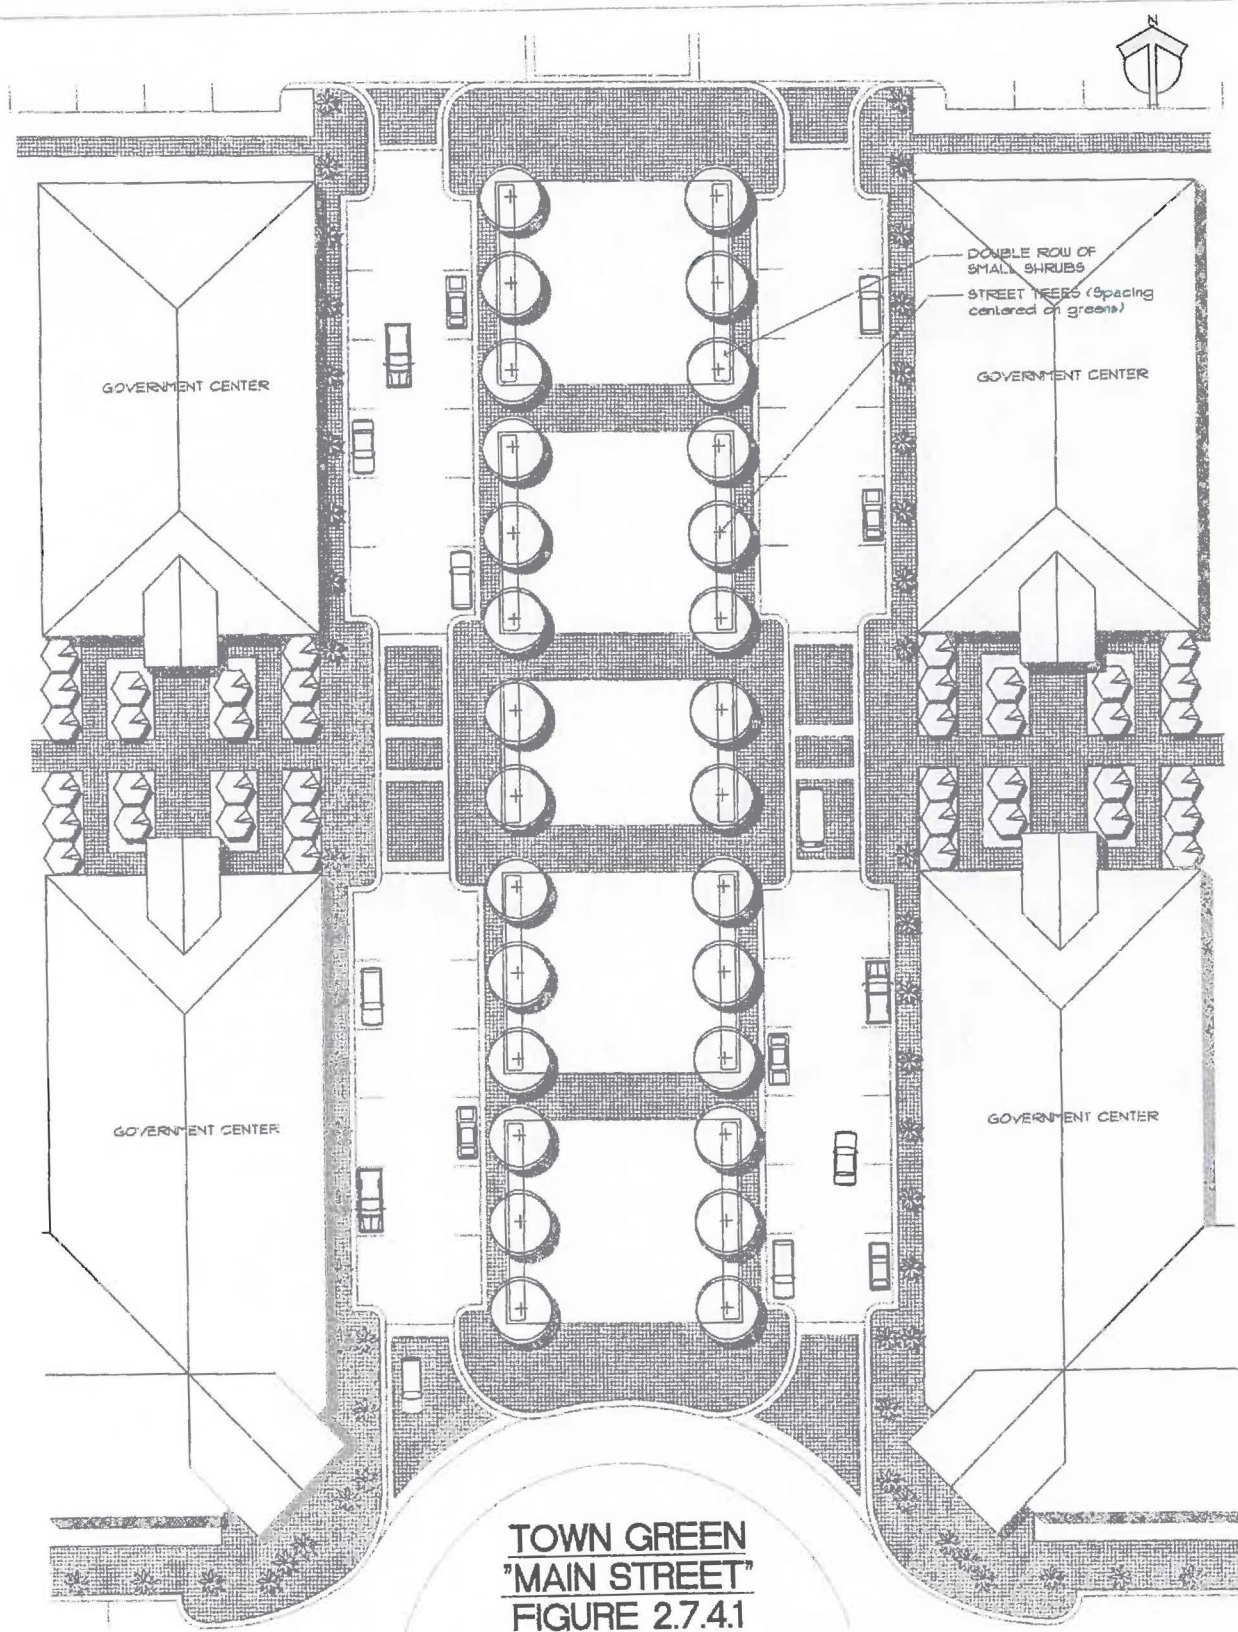 N
DOUBLE ROW OF
SMALL SHRUBS
STREET TREES (Spacing
centered on greens)
GOVERNMENT CENTER
GOVERNMENT CENTER
GOVERNMENT CENTER
GOVERNMENT CENTER
TOWN GREEN
"MAIN STREET"
FIGURE 2.7.4.1